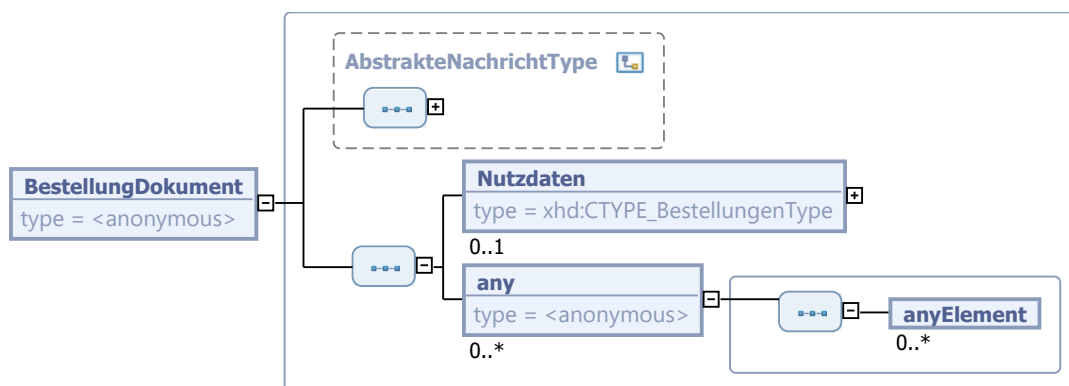 AbstrakteNachrichtType
BestellungDokument
type = <anonymous>
Nutzdaten
type = xhd:CTYPE_BestellungenType
0..1
any
type = <anonymous>
0..*
anyElement
0..*